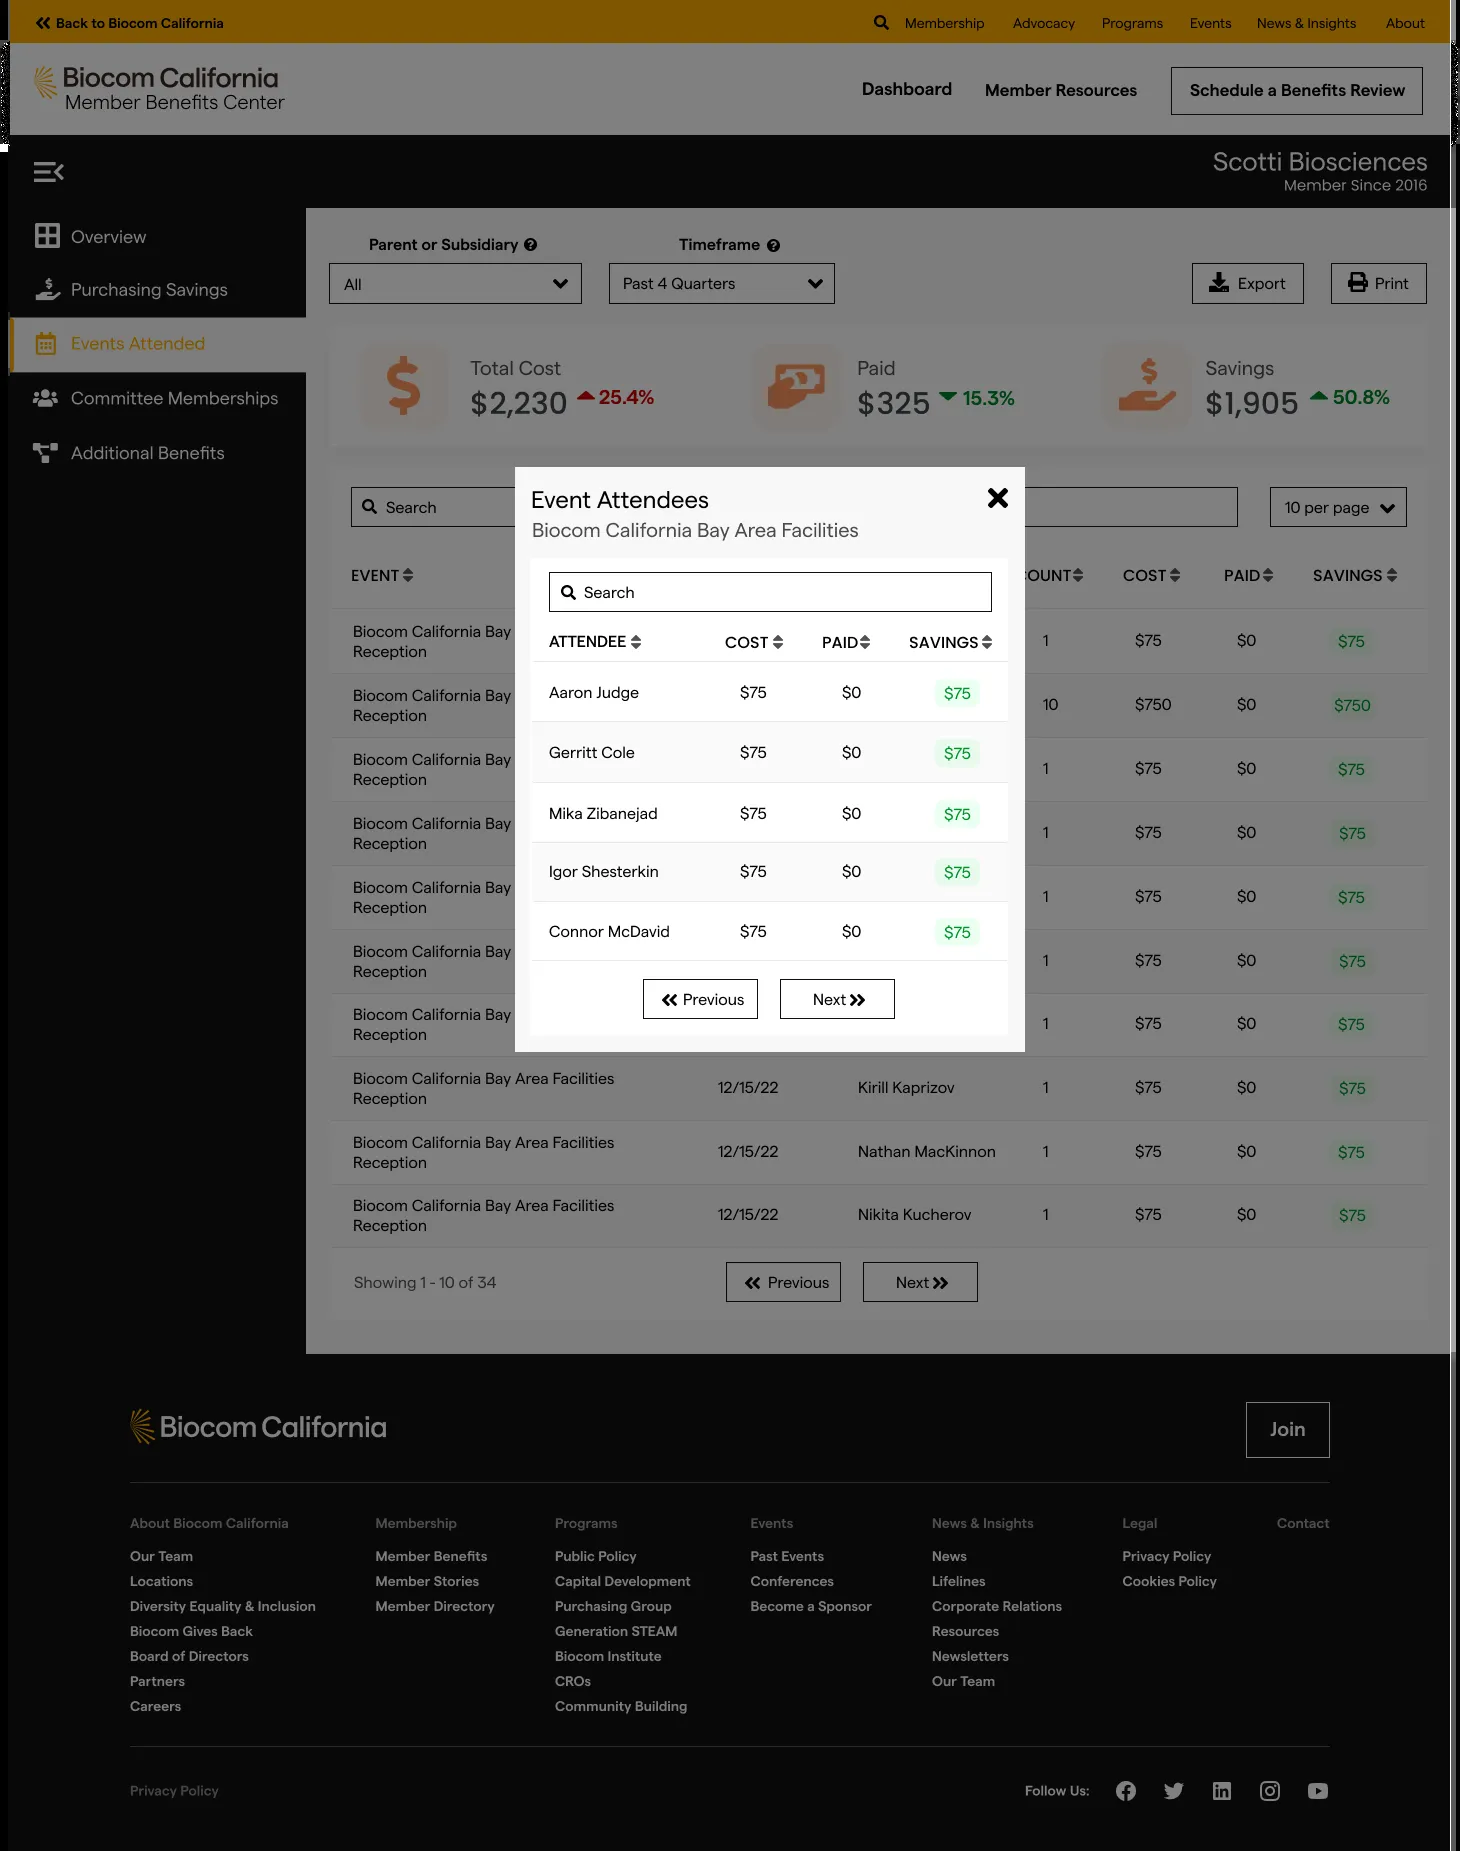 Back to Biocom California
Membership Advocacy Programs Events News & Insights About
Biocom California
Member Benefits Center
Dashboard Member Resources Schedule a Benefits Review
Scotti Biosciences
Member Since 2016
Overview
Purchasing Savings
Events Attended
Committee Memberships
Additional Benefits
Parent or Subsidiary Timeframe
All Past 4 Quarters Export Print
Total Cost
$2,230 25.4%
Paid
$325 15.3%
Savings
$1,905 50.8%
Search 10 per page
EVENT OUNT COST PAID SAVINGS
Biocom California Bay
Reception
1 $75 $0 $75
Biocom California Bay
Reception
10 $750 $0 $750
Biocom California Bay
Reception
1 $75 $0 $75
Biocom California Bay
Reception
1 $75 $0 $75
Biocom California Bay
Reception
1 $75 $0 $75
Biocom California Bay
Reception
1 $75 $0 $75
Biocom California Bay
Reception
1 $75 $0 $75
Biocom California Bay Area Facilities
Reception
12/15/22 Kirill Kaprizov 1 $75 $0 $75
Biocom California Bay Area Facilities
Reception
12/15/22 Nathan MacKinnon 1 $75 $0 $75
Biocom California Bay Area Facilities
Reception
12/15/22 Nikita Kucherov 1 $75 $0 $75
Showing 1 - 10 of 34 Previous Next
Event Attendees
Biocom California Bay Area Facilities
Search
ATTENDEE COST PAID SAVINGS
Aaron Judge $75 $0 $75
Gerritt Cole $75 $0 $75
Mika Zibanejad $75 $0 $75
Igor Shesterkin $75 $0 $75
Connor McDavid $75 $0 $75
Previous Next
Biocom California
Join
About Biocom California
Our Team
Locations
Diversity Equality & Inclusion
Biocom Gives Back
Board of Directors
Partners
Careers
Membership
Member Benefits
Member Stories
Member Directory
Programs
Public Policy
Capital Development
Purchasing Group
Generation STEAM
Biocom Institute
CROs
Community Building
Events
Past Events
Conferences
Become a Sponsor
News & Insights
News
Lifelines
Corporate Relations
Resources
Newsletters
Our Team
Legal
Privacy Policy
Cookies Policy
Contact
Privacy Policy
Follow Us: